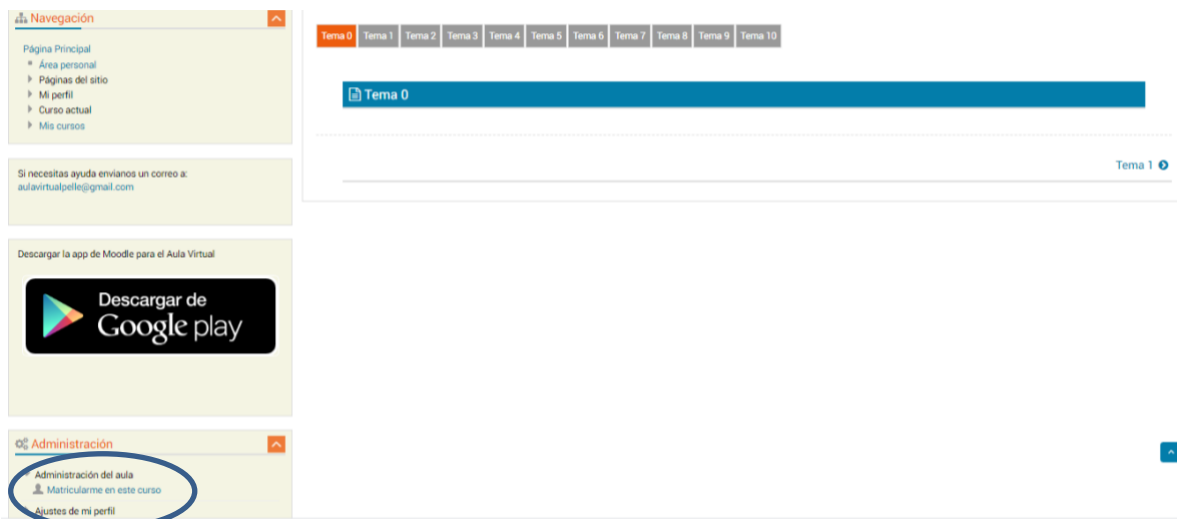 Navegación
Página Principal
Área personal
Páginas del sitio
Mi perfil
Curso actual
Mis cursos
Si necesitas ayuda envianos un correo a:
aulavirtualpelle@gmail.com
Descargar la app de Moodle para el Aula Virtual
Descargar de
Google play
Administración
Administración del aula
Matricularme en este curso
Ajustes de mi perfil
Tema 0 Tema 1 Tema 2 Tema 3 Tema 4 Tema 5 Tema 6 Tema 7 Tema 8 Tema 9 Tema 10
Tema 0
Tema 1